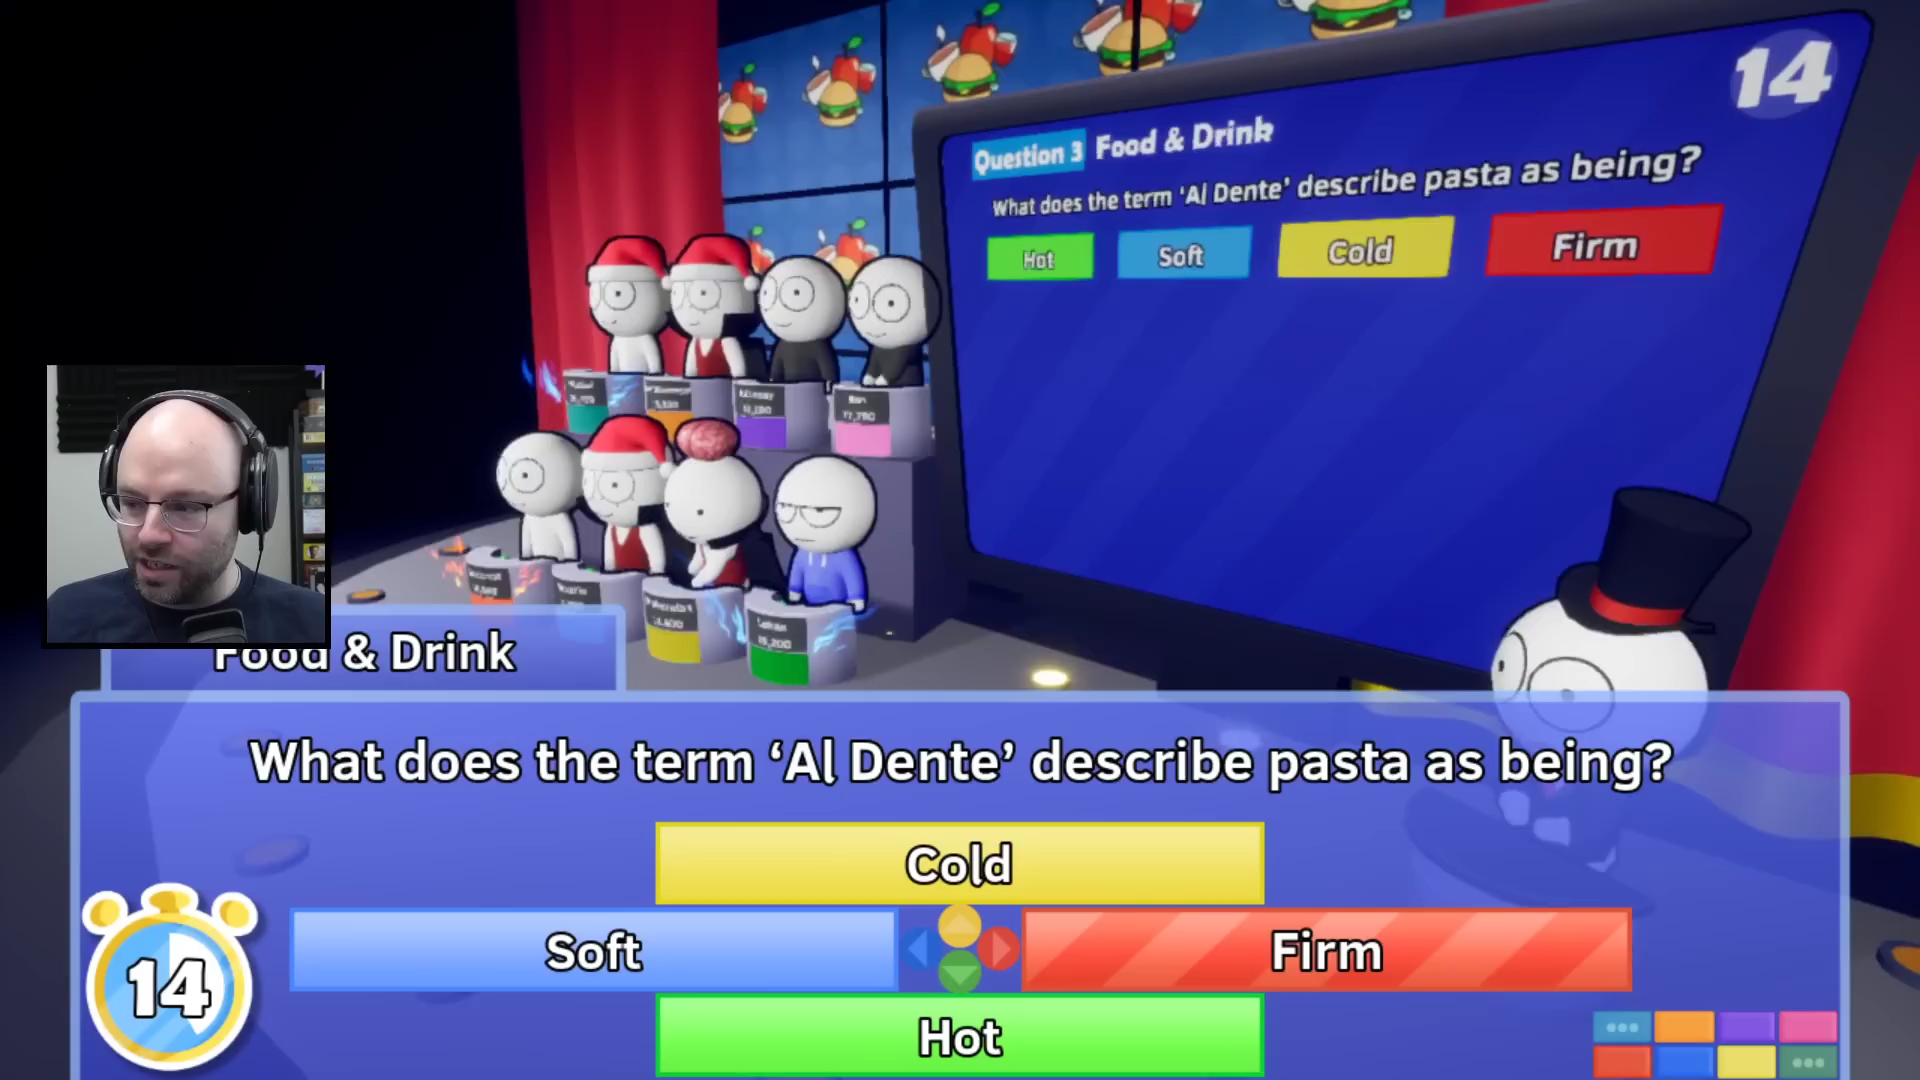 14
Question 3 Food & Drink
What does the term ‘Al Dente’ describe pasta as being?
Hot Soft Cold Firm
Food & Drink
What does the term ‘Al Dente’ describe pasta as being?
Cold
Soft
Firm
Hot
14